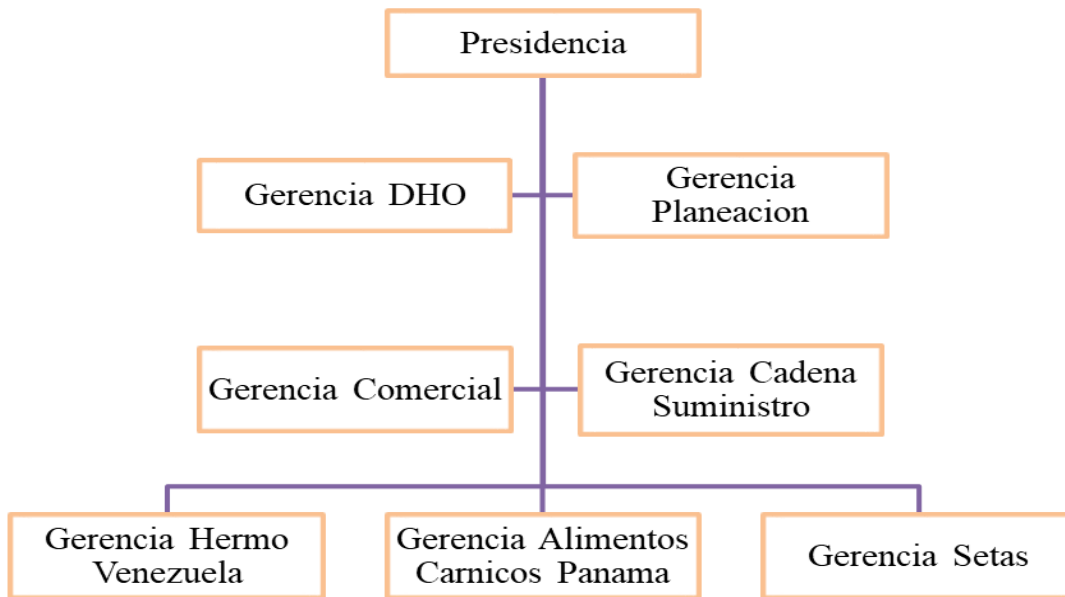 Presidencia
Gerencia DHO
Gerencia
Planeacion
Gerencia Comercial
Gerencia Cadena
Suministro
Gerencia Hermo
Venezuela
Gerencia Alimentos
Carnicos Panama
Gerencia Setas